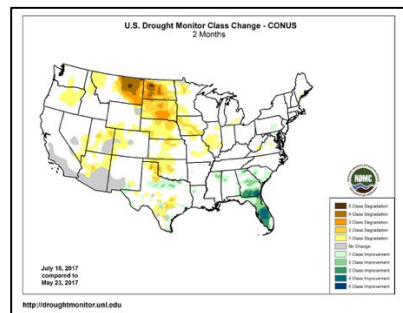 U.S. Drought Monitor Class Change - CONUS
2 Months
NDMC
5 Class Degradation
4 Class Degradation
3 Class Degradation
2 Class Degradation
1 Class Degradation
No Change
1 Class Improvement
2 Class Improvement
3 Class Improvement
4 Class Improvement
5 Class Improvement
July 18, 2017
compared to
May 23, 2017
http://droughtmonitor.unl.edu